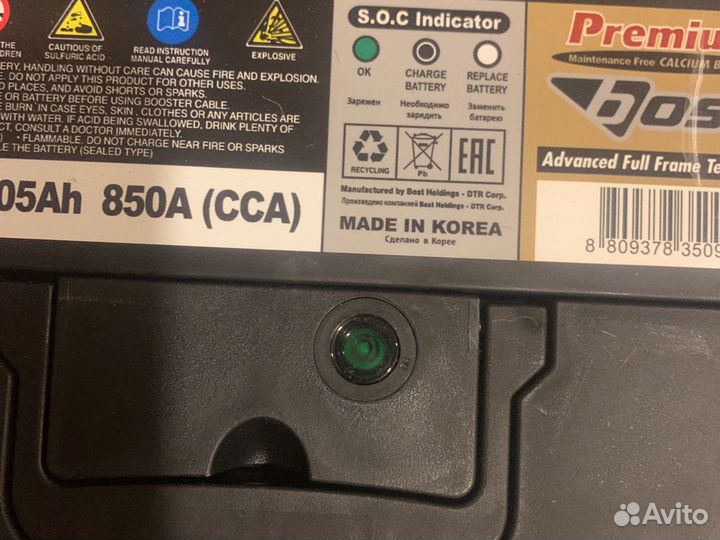 CAUTIOUS OF
SULFURIC ACID
READ INSTRUCTION
MANUAL CAREFULLY
EXPLOSIVE
HANDLING WITHOUT CARE CAN CAUSE FIRE AND EXPLOSION.
DO NOT APPLY THIS PRODUCT FOR OTHER USES.
AND AVOID SHORTS OR SPARKS.
OR BATTERY BEFORE USING BOOSTER CABLE.
BURN IN CASE EYES, SKIN, CLOTHES OR ANY ARTICLES ARE
WITH WATER. IF ACID BEING SWALLOWED, DRINK PLENTY OF
CONSULT A DOCTOR IMMEDIATELY.
• FLAMMABLE. DO NOT CHARGE NEAR FIRE OR SPARKS
THE BATTERY (SEALED TYPE)
05Ah 850A (CCA)
S.O.C Indicator
OK
CHARGE
BATTERY
REPLACE
BATTERY
Заряжен
Необходимо
зарядить
Заменить
батарею
RECYCLING
Pb
EAC
Manufactured by Bost Holdings - DTR Corp.
Произведено компанией Bost Holdings - DTR Corp.
MADE IN KOREA
Сделано в Корее
Premiu
Maintenance Free CALCIUM B
bos
Advanced Full Frame Te
8 809378 3509
Avito